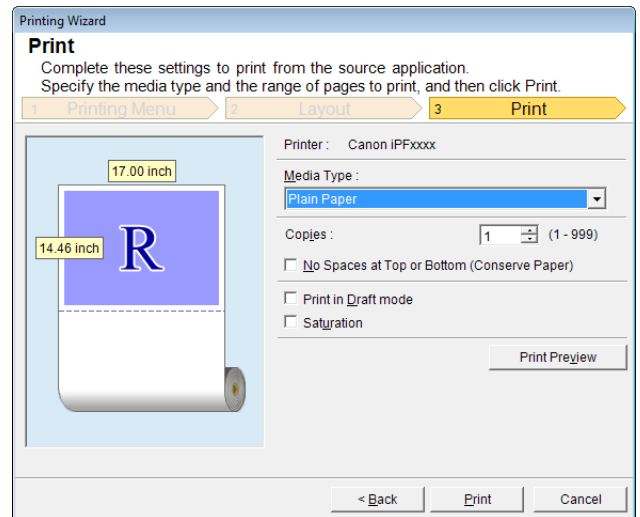 Printing Wizard
Print
Complete these settings to print from the source application.
Specify the media type and the range of pages to print, and then click Print.
1 Printing Menu 2 Layout 3 Print
Printer : Canon iPFxxxx
17.00 inch
14.46 inch
R
Media Type :
Plain Paper
Copies : 1 (1 - 999)
No Spaces at Top or Bottom (Conserve Paper)
Print in Draft mode
Saturation
Print Preview
< Back Print Cancel